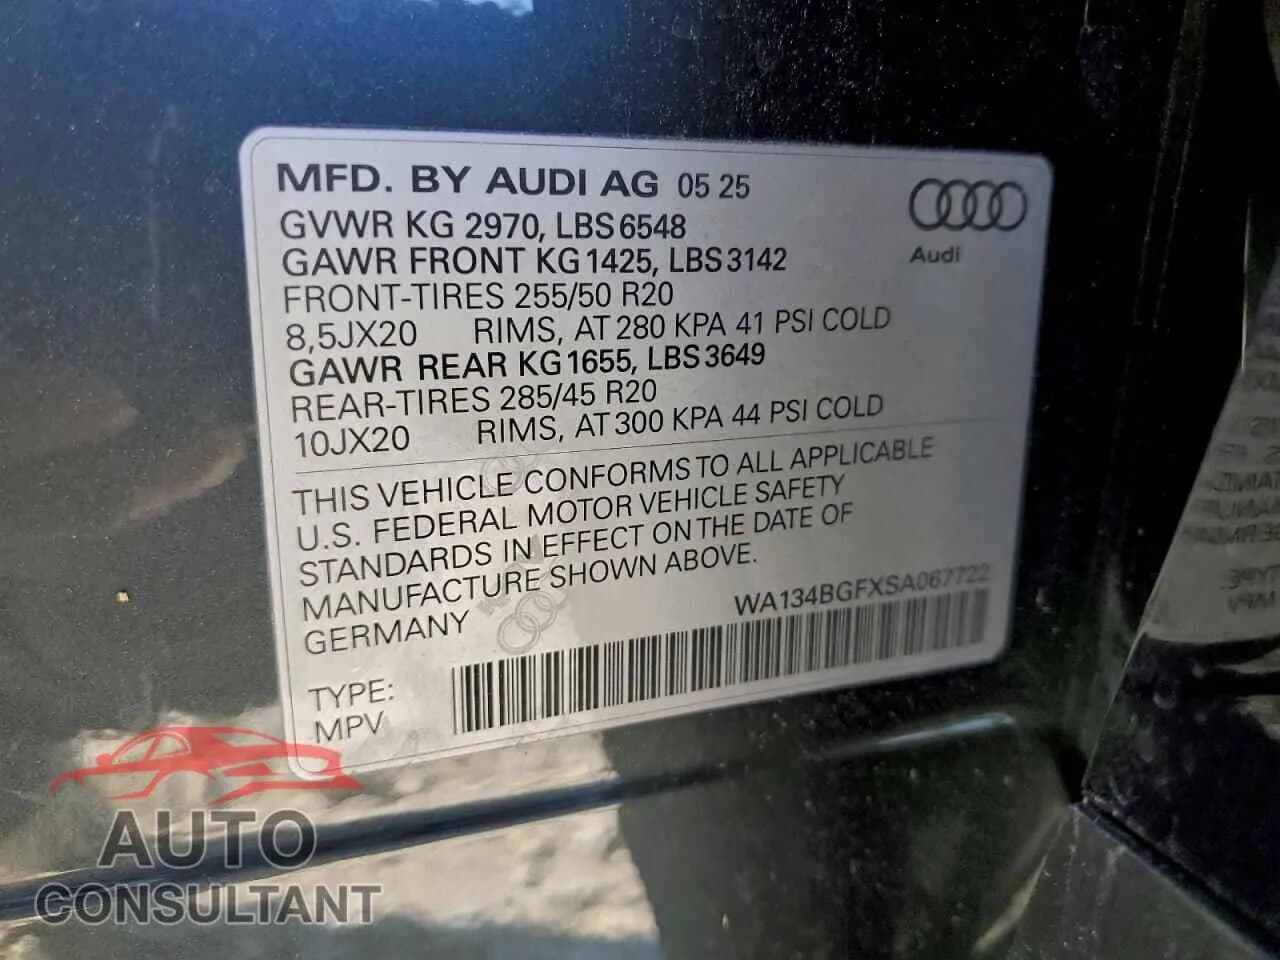 MFD. BY AUDI AG 05 25
GVWR KG 2970, LBS 6548
GAWR FRONT KG 1425, LBS 3142
FRONT-TIRES 255/50 R20
8,5JX20 RIMS, AT 280 KPA 41 PSI COLD
GAWR REAR KG 1655, LBS 3649
REAR-TIRES 285/45 R20
10JX20 RIMS, AT 300 KPA 44 PSI COLD
Audi
THIS VEHICLE CONFORMS TO ALL APPLICABLE
U.S. FEDERAL MOTOR VEHICLE SAFETY
STANDARDS IN EFFECT ON THE DATE OF
MANUFACTURE SHOWN ABOVE.
GERMANY
WA134BGFXSA067722
TYPE:
MPV
AUTO
CONSULTANT